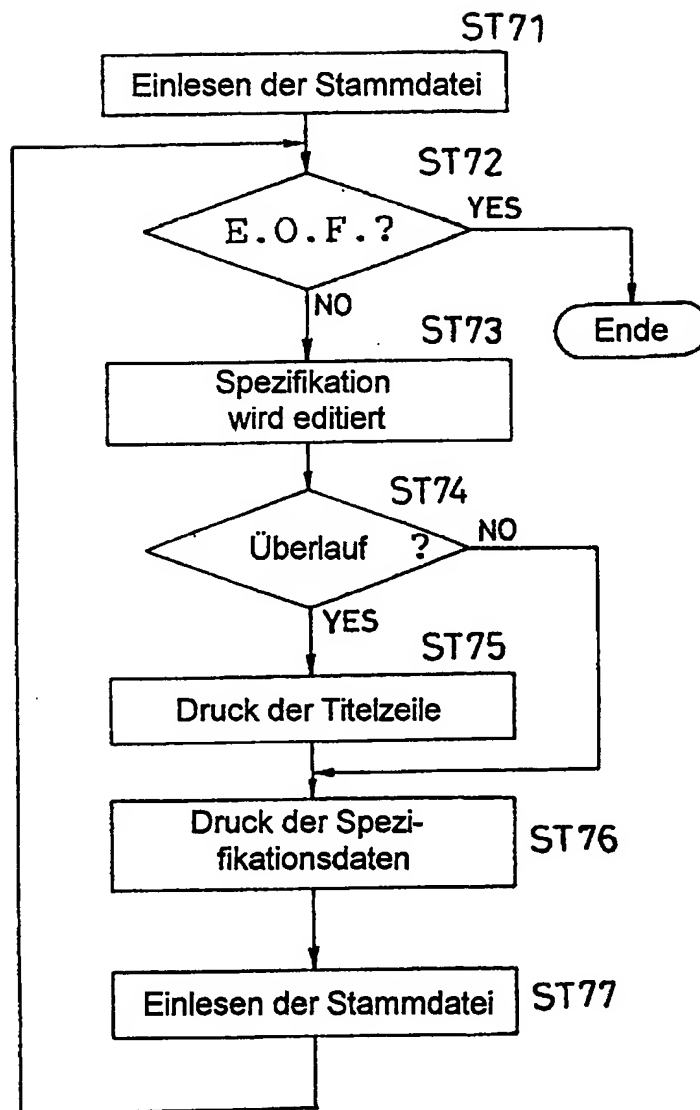 ST71
Einlesen der Stammdatei
ST72
E.O.F.?
YES
NO
Ende
ST73
Spezifikation
wird editiert
ST74
Überlauf ?
NO
YES
ST75
Druck der Titelzeile
Druck der Spezi-
fikationsdaten
ST76
Einlesen der Stammdatei
ST77